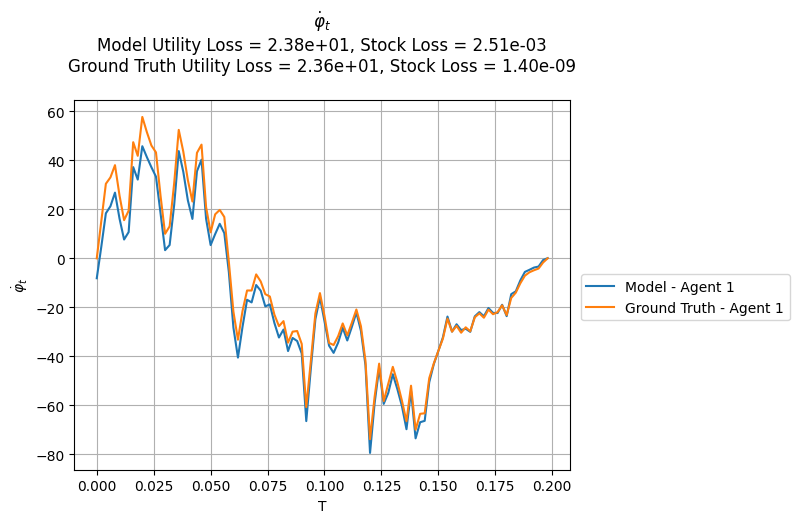 φ̇ₜ
Model Utility Loss = 2.38e+01, Stock Loss = 2.51e-03
Ground Truth Utility Loss = 2.36e+01, Stock Loss = 1.40e-09
60
40
20
0
−20
−40
−60
−80
φ̇ₜ
0.000
0.025
0.050
0.075
0.100
0.125
0.150
0.175
0.200
T
Model - Agent 1
Ground Truth - Agent 1